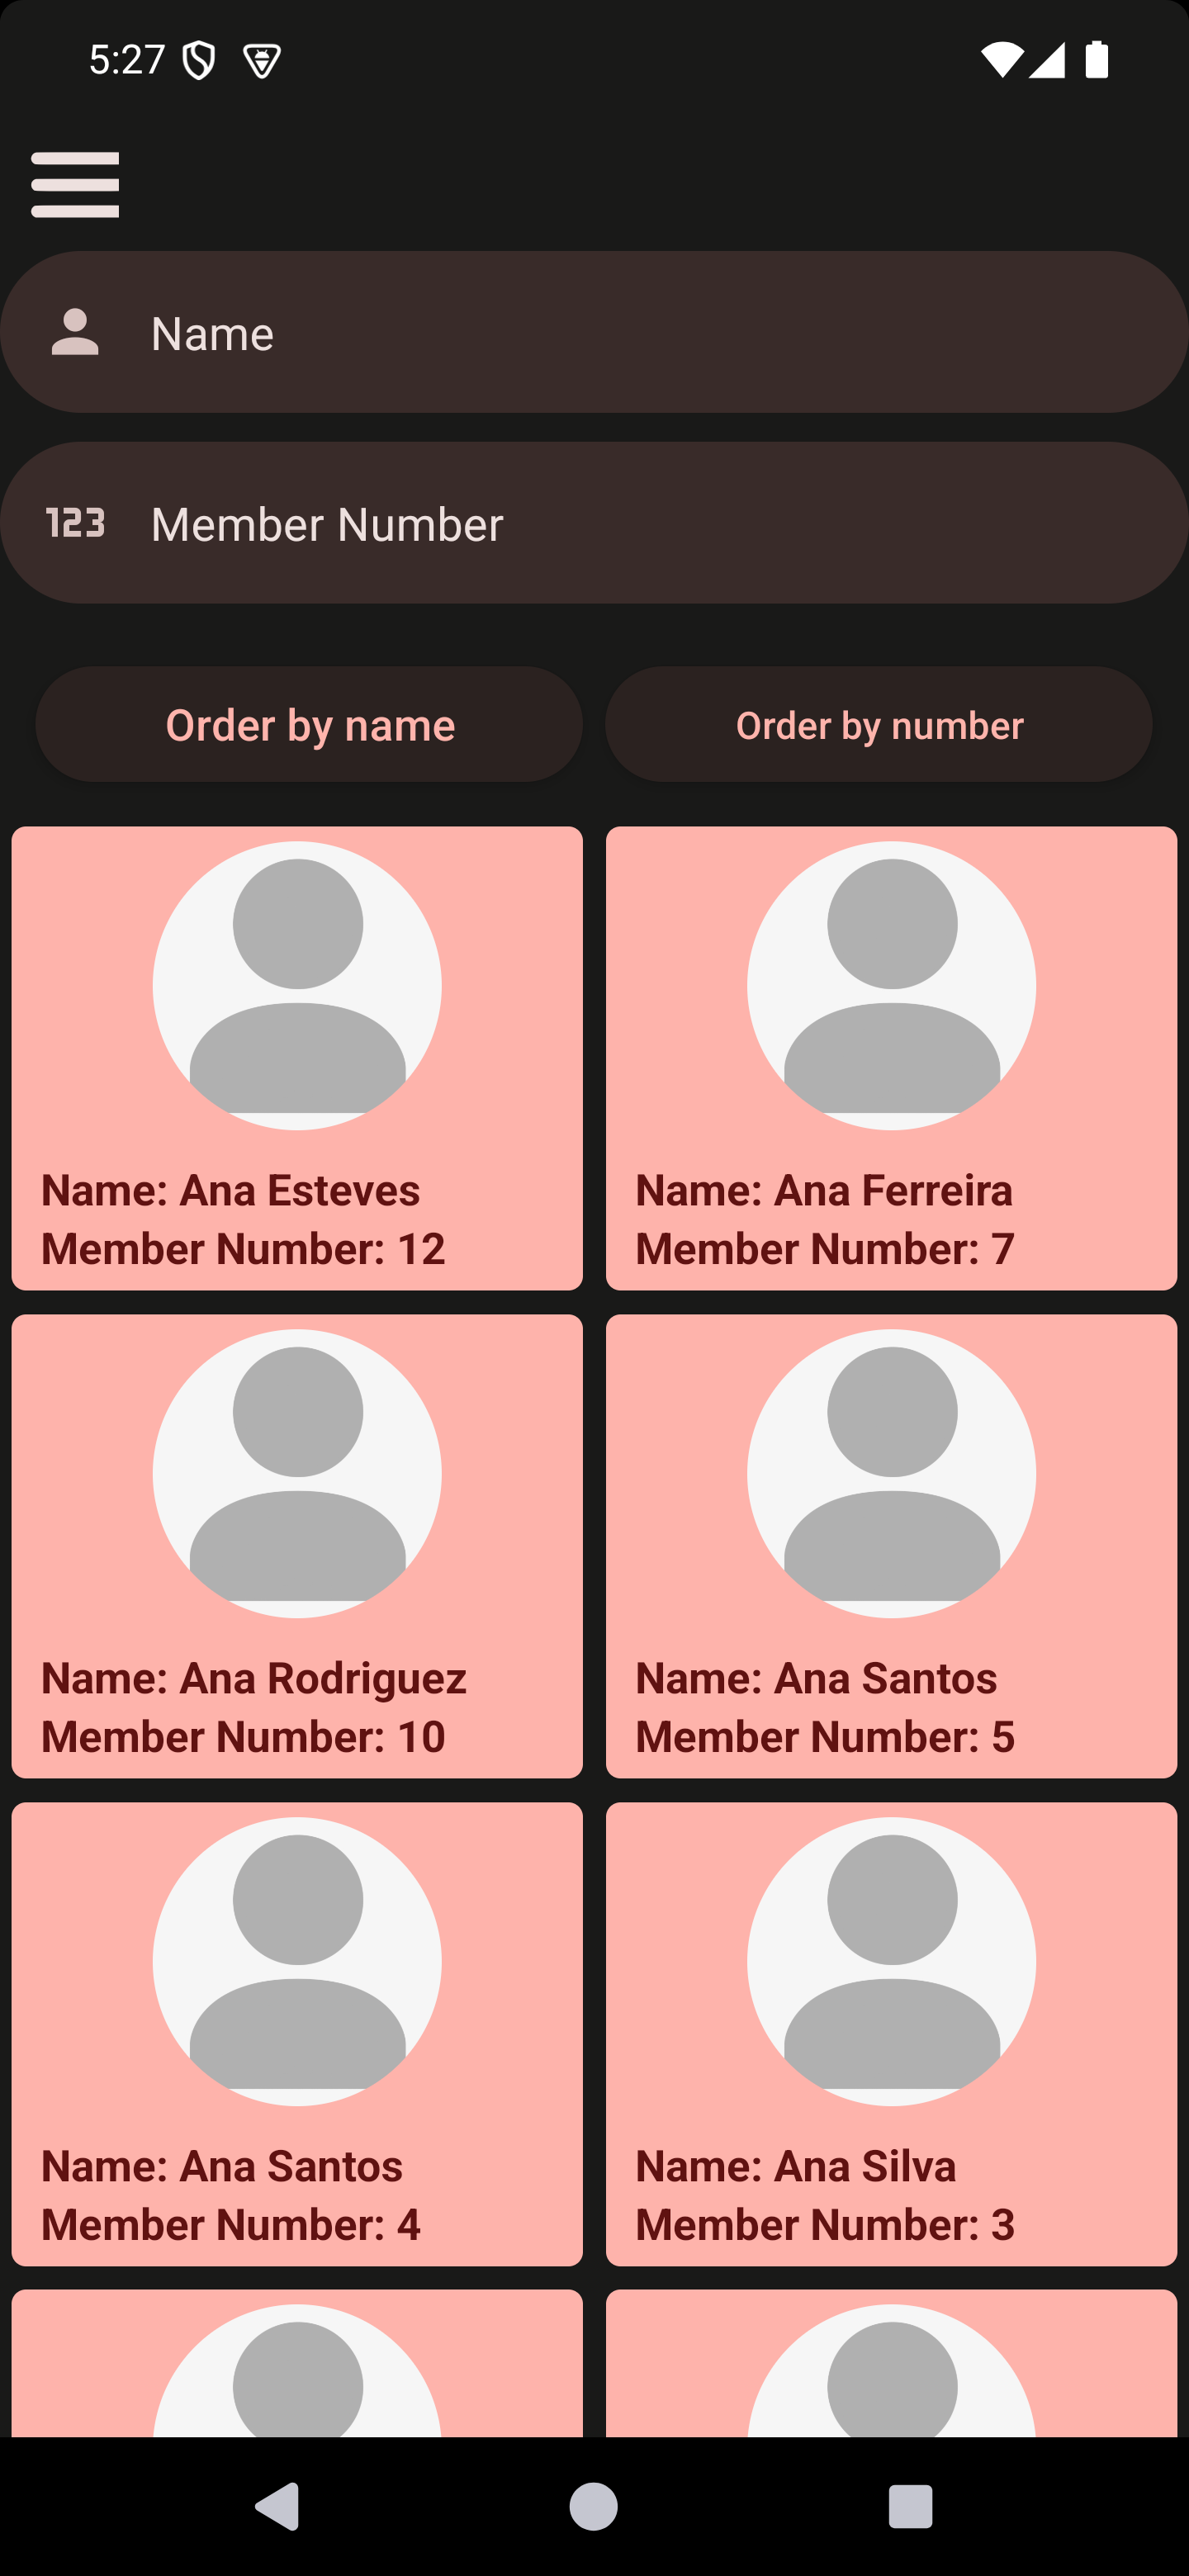 5:27
Name
123 Member Number
Order by name
Order by number
Name: Ana Esteves
Member Number: 12
Name: Ana Ferreira
Member Number: 7
Name: Ana Rodriguez
Member Number: 10
Name: Ana Santos
Member Number: 5
Name: Ana Santos
Member Number: 4
Name: Ana Silva
Member Number: 3